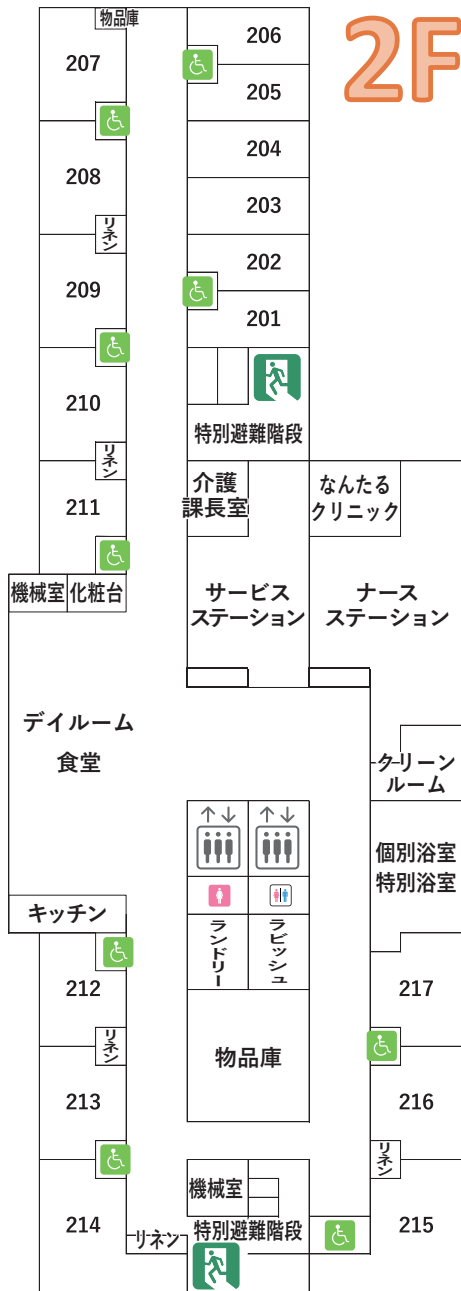 2F
物品庫
207
206
205
208
204
リネン
203
209
202
201
210
特別避難階段
リネン
211
介護
課長室
なんたる
クリニック
機械室
化粧台
サービス
ステーション
ナース
ステーション
デイルーム
食堂
クリーン
ルーム
個別浴室
特別浴室
キッチン
ランドリー
ラビッシュ
212
217
リネン
物品庫
213
216
リネン
機械室
214
215
リネン
特別避難階段